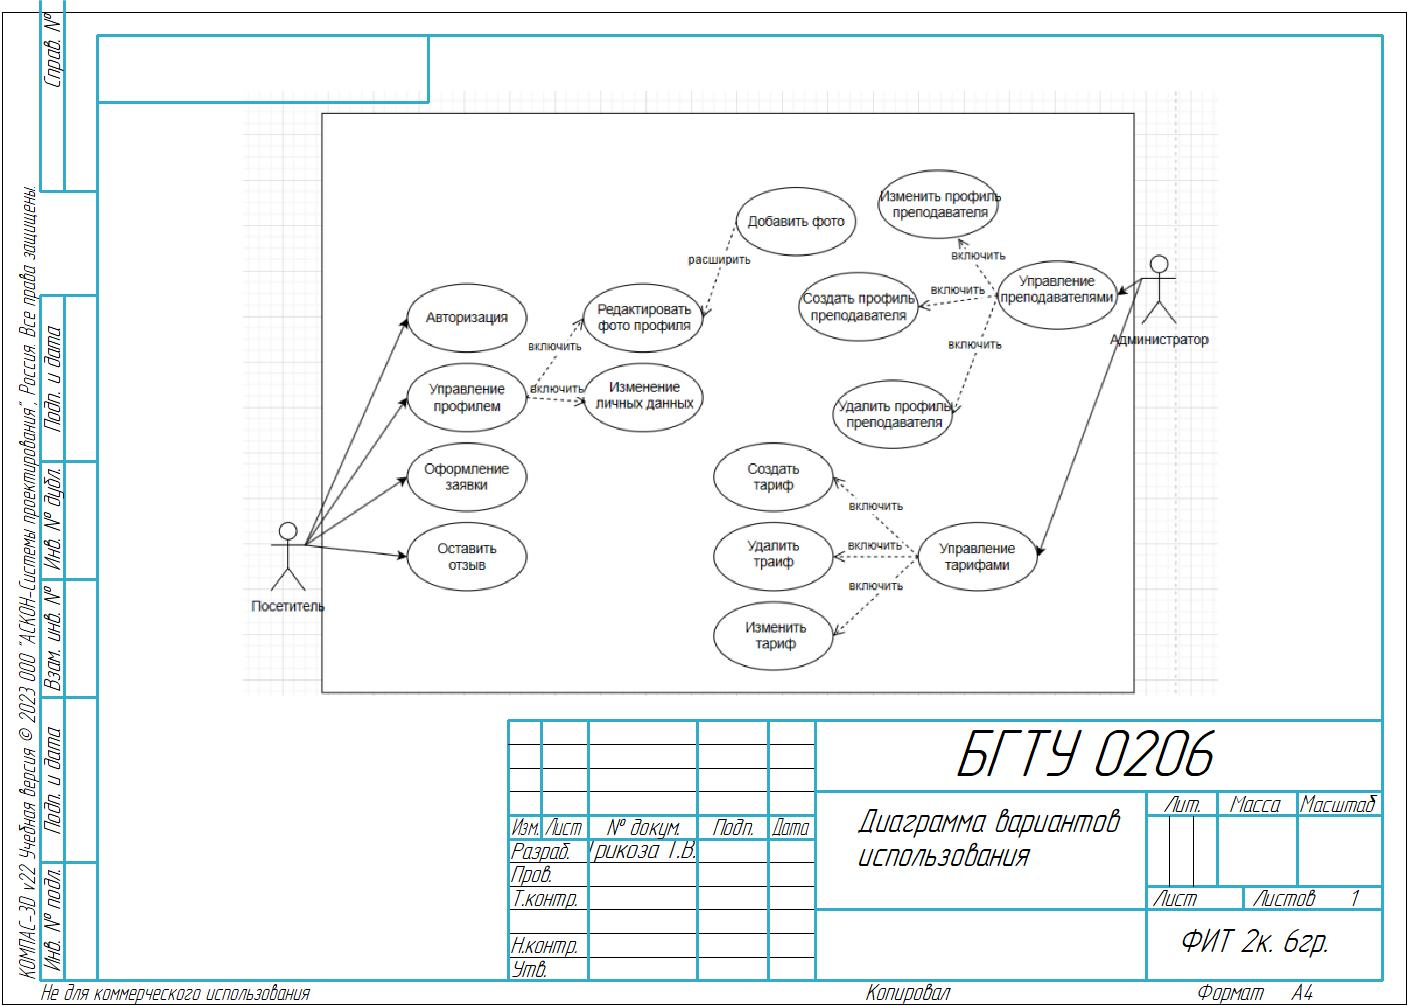 Справ. №
Изменить профиль
преподавателя
Добавить фото
расширить
включить
Управление
преподавателями
Создать профиль
преподавателя
включить
Авторизация
Редактировать
фото профиля
включить
Администратор
включить
Управление
профилем
включить
Изменение
личных данных
Удалить профиль
преподавателя
Оформление
заявки
Создать
тариф
включить
Оставить
отзыв
Удалить
траиф
включить
Управление
тарифами
включить
Посетитель
Изменить
тариф
КОМПАС-3D v22 Учебная версия © 2023 ООО "АСКОН-Системы проектирования", Россия. Все права защищены.
Подп. и дата
Инв. № дубл.
Взам. инв. №
Подп. и дата
Инв. № подл.
БГТУ 0206
Диаграмма вариантов
использования
Лит. Масса Масштаб
Изм. Лист № докум. Подп. Дата
Разраб. Грикоза Т.В.
Пров.
Т.контр.
Лист Листов 1
Н.контр.
Утв.
ФИТ 2к. 6гр.
Не для коммерческого использования
Копировал
Формат А4